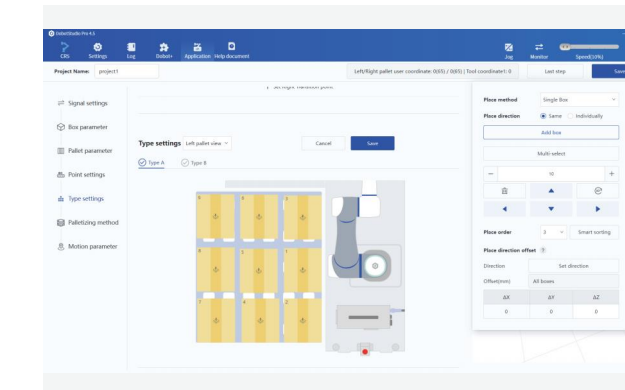 DobotStudio Pro 4.5
CRS Settings Log Dobot+ Application Help document Jog Monitor Speed(10%)
Project Name: project1 Left/Right pallet user coordinate: 0(65) / 0(65) | Tool coordinate1: 0 Last step Save
Signal settings
Box parameter
Pallet parameter
Point settings
Type settings
Palletizing method
Motion parameter
Type settings Left pallet view Cancel Save
Type A Type B
Place method Single Box
Place direction Same Individually
Add box
Multi-select
− 10 +
Place order Smart sorting
Place direction offset ?
Direction Set direction
Offset(mm) All boxes
ΔX ΔY ΔZ
0 0 0